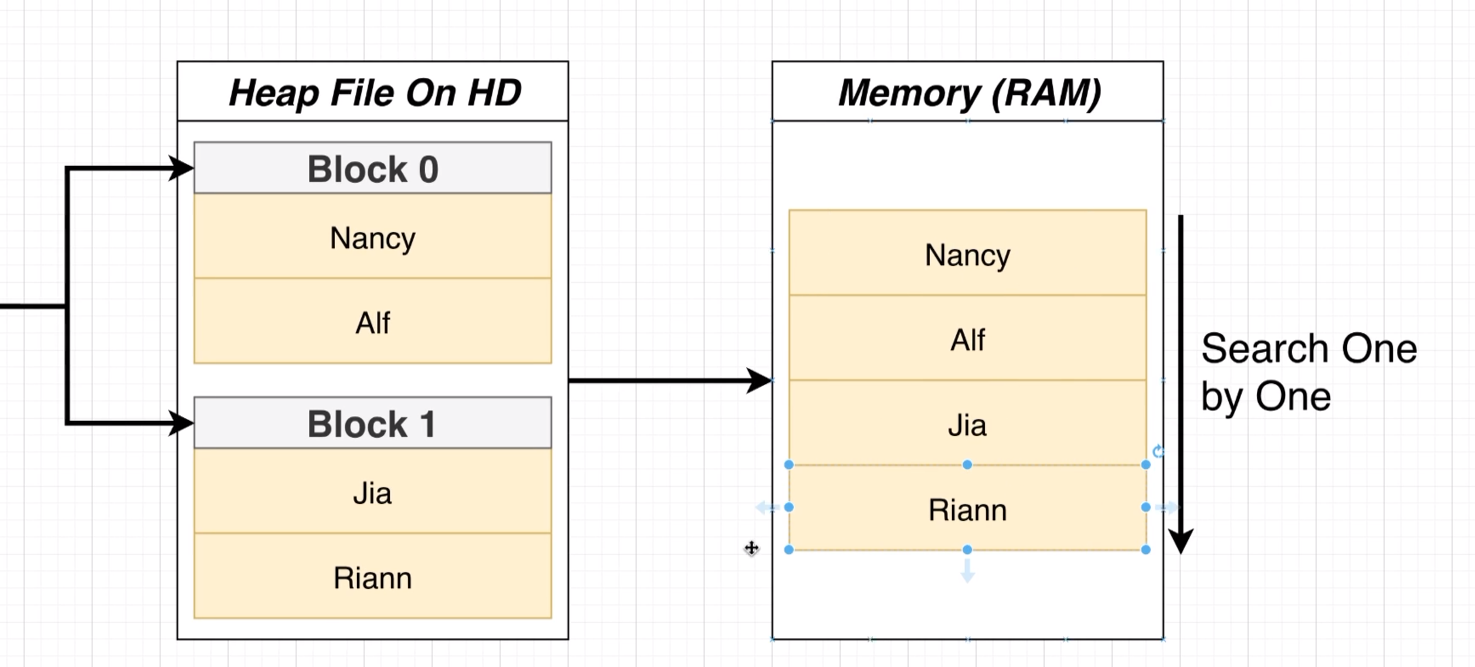 Heap File On HD
Block 0
Nancy
Alf
Block 1
Jia
Riann
Memory (RAM)
Nancy
Alf
Jia
Riann
Search One
by One